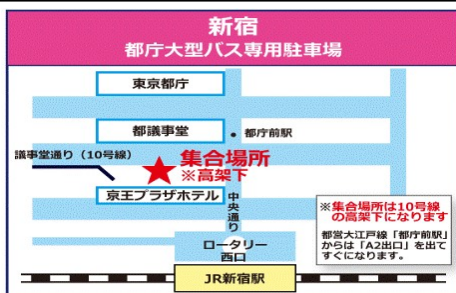 新宿
都庁大型バス専用駐車場
東京都庁
都議事堂
都庁前駅
議事堂通り（10号線）
集合場所
※高架下
京王プラザホテル
中央通り
※集合場所は10号線
の高架下になります
都営大江戸線「都庁前駅」
からは「A2出口」を出て
すぐになります。
ロータリー
西口
JR新宿駅